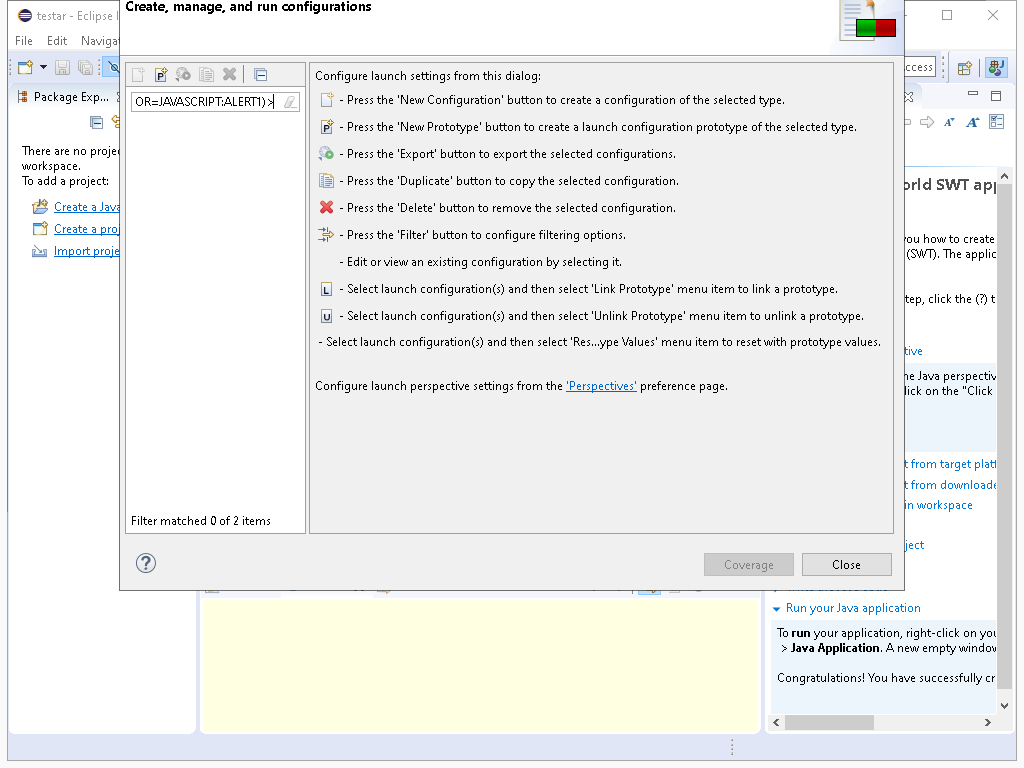 Create, manage, and run configurations
testar - Eclipse I
File Edit Naviga
Package Exp...
There are no proje
workspace.
To add a project:
Create a Java
Create a proj
Import proje
OR=JAVASCRIPT:ALERT1)>
Filter matched 0 of 2 items
Configure launch settings from this dialog:
- Press the 'New Configuration' button to create a configuration of the selected type.
- Press the 'New Prototype' button to create a launch configuration prototype of the selected type.
- Press the 'Export' button to export the selected configurations.
- Press the 'Duplicate' button to copy the selected configuration.
- Press the 'Delete' button to remove the selected configuration.
- Press the 'Filter' button to configure filtering options.
- Edit or view an existing configuration by selecting it.
- Select launch configuration(s) and then select 'Link Prototype' menu item to link a prototype.
- Select launch configuration(s) and then select 'Unlink Prototype' menu item to unlink a prototype.
- Select launch configuration(s) and then select 'Res...ype Values' menu item to reset with prototype values.
Configure launch perspective settings from the 'Perspectives' preference page.
Coverage Close
ccess
orld SWT app
you how to create
(SWT). The applic
tep, click the (?) t
tive
he Java perspectiv
lick on the "Click
t from target platf
t from downloade
in workspace
ject
Run your Java application
To run your application, right-click on you
> Java Application. A new empty window
Congratulations! You have successfully cr